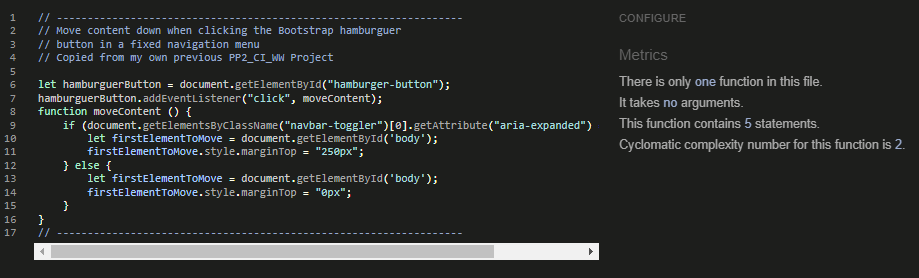 1 // ----------------------------------------------------------------------
2 // Move content down when clicking the Bootstrap hamburguer
3 // button in a fixed navigation menu
4 // Copied from my own previous PP2_CI_WW Project
5
6 let hamburguerButton = document.getElementById("hamburger-button");
7 hamburguerButton.addEventListener("click", moveContent);
8 function moveContent () {
9     if (document.getElementsByClassName("navbar-toggler")[0].getAttribute("aria-expanded")
10         let firstElementToMove = document.getElementById('body');
11         firstElementToMove.style.marginTop = "250px";
12     } else {
13         let firstElementToMove = document.getElementById('body');
14         firstElementToMove.style.marginTop = "0px";
15     }
16 }
17 // ----------------------------------------------------------------------
CONFIGURE
Metrics
There is only one function in this file.
It takes no arguments.
This function contains 5 statements.
Cyclomatic complexity number for this function is 2.